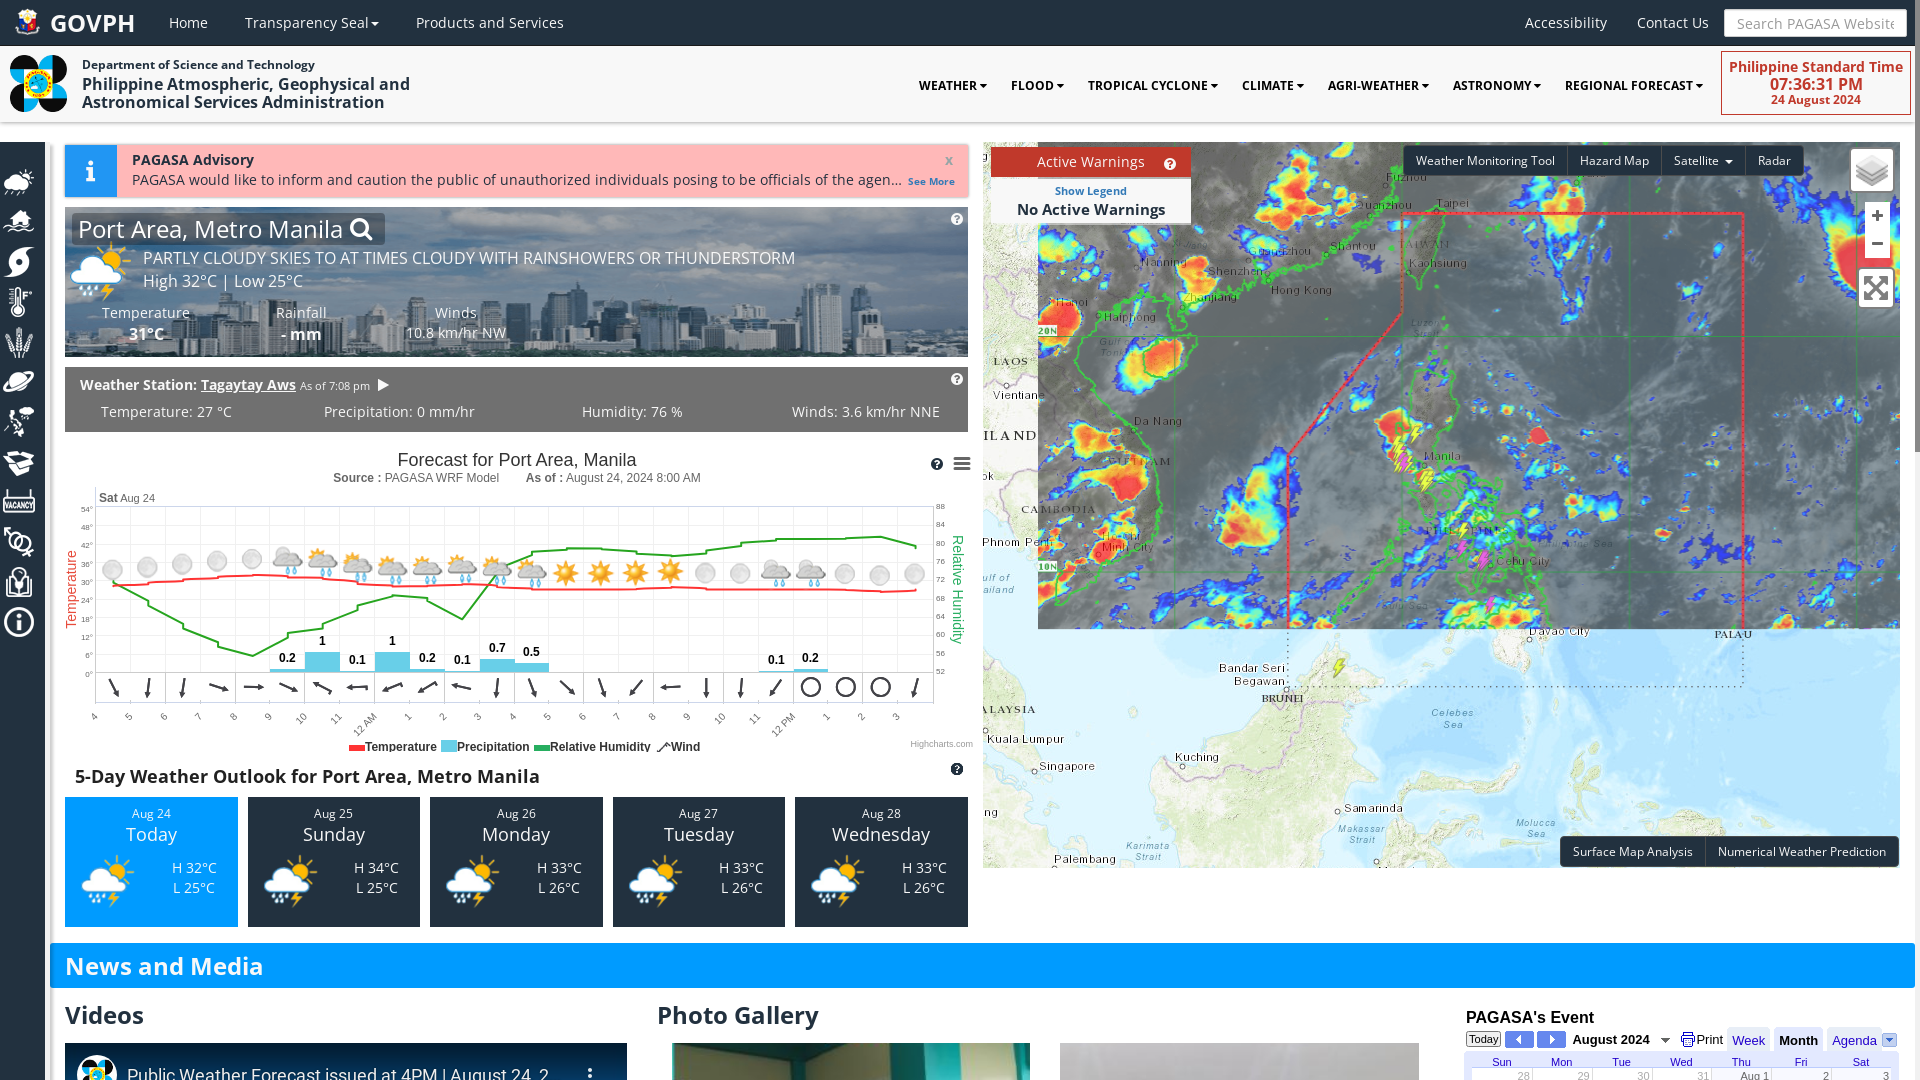 GOVPH
Home
Transparency Seal
Products and Services
Accessibility
Contact Us
Search PAGASA Website
Department of Science and Technology
Philippine Atmospheric, Geophysical and
Astronomical Services Administration
WEATHER
FLOOD
TROPICAL CYCLONE
CLIMATE
AGRI-WEATHER
ASTRONOMY
REGIONAL FORECAST
Philippine Standard Time
07:36:31 PM
24 August 2024
VACANCY
PAGASA Advisory
x
PAGASA would like to inform and caution the public of unauthorized individuals posing to be officials of the agen... See More
Port Area, Metro Manila
PARTLY CLOUDY SKIES TO AT TIMES CLOUDY WITH RAINSHOWERS OR THUNDERSTORM
High 32°C | Low 25°C
Temperature
31°C
Rainfall
- mm
Winds
10.8 km/hr NW
Weather Station: Tagaytay Aws As of 7:08 pm
Temperature: 27 °C
Precipitation: 0 mm/hr
Humidity: 76 %
Winds: 3.6 km/hr NNE
Forecast for Port Area, Manila
Source : PAGASA WRF Model As of : August 24, 2024 8:00 AM
Sat Aug 24
Temperature
54°
48°
42°
36°
30°
24°
18°
12°
6°
0°
Relative Humidity
88
84
80
76
72
68
64
60
56
52
0.2
1
0.1
1
0.2
0.1
0.7
0.5
0.1
0.2
4
5
6
7
8
9
10
11
12 AM
1
2
3
4
5
6
7
8
9
10
11
12 PM
1
2
3
Temperature
Precipitation
Relative Humidity
Wind
Highcharts.com
5-Day Weather Outlook for Port Area, Metro Manila
Aug 24
Today
H 32°C
L 25°C
Aug 25
Sunday
H 34°C
L 25°C
Aug 26
Monday
H 33°C
L 26°C
Aug 27
Tuesday
H 33°C
L 26°C
Aug 28
Wednesday
H 33°C
L 26°C
Active Warnings
Show Legend
No Active Warnings
Weather Monitoring Tool
Hazard Map
Satellite
Radar
+
−
Fuzhou
Quanzhou
Taipei
Guangzhou
Shantou
TAIWAN
Nanning
Shenzhen
Kaohsiung
Hong Kong
Zhanjiang
Hanoi
Haiphong
20N
LAOS
Vientiane
Da Nang
ILAND
VIETNAM
Manila
CAMBODIA
PHILIPPINES
Phnom Penh
Ho Chi
Minh City
Cebu City
10N
Gulf of
ailand
Davao City
PALAU
Bandar Seri
Begawan
BRUNEI
ALAYSIA
Celebes
Sea
Kuala Lumpur
Kuching
Singapore
Samarinda
Molucca
Sea
Makassar
Strait
Karimata
Strait
Palembang
Surface Map Analysis
Numerical Weather Prediction
News and Media
Videos
Photo Gallery
Public Weather Forecast issued at 4PM | August 24, 2...
PAGASA's Event
Today
August 2024
Print
Week
Month
Agenda
Sun
Mon
Tue
Wed
Thu
Fri
Sat
28
29
30
31
Aug 1
2
3